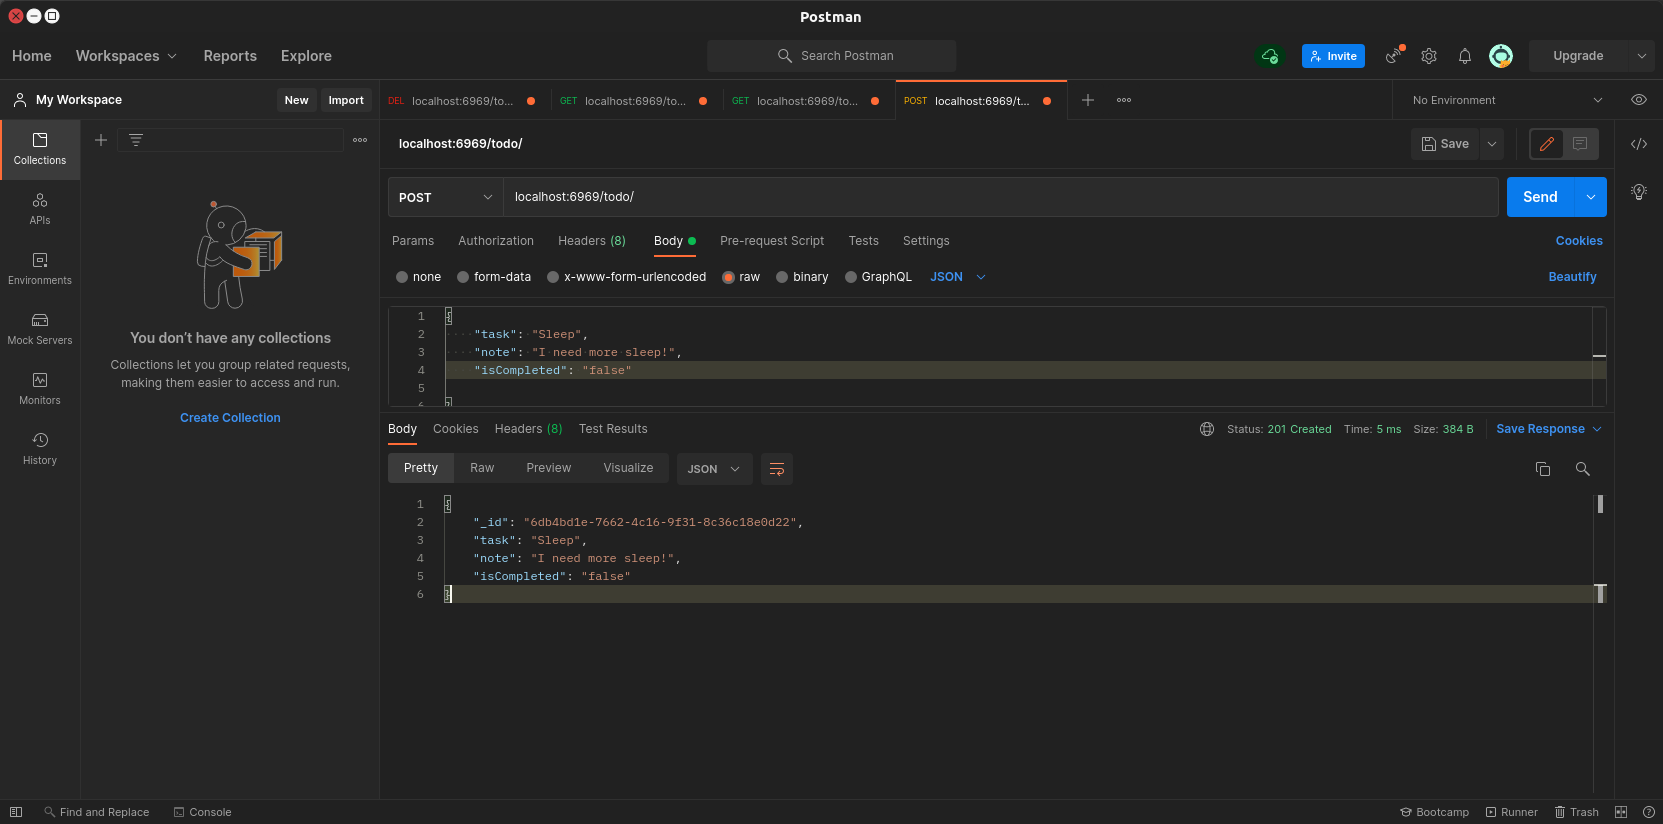 Postman
Home Workspaces Reports Explore Search Postman Invite Upgrade
My Workspace New Import DEL localhost:6969/to... GET localhost:6969/to... GET localhost:6969/to... POST localhost:6969/t... No Environment
Collections
APIs
Environments
Mock Servers
Monitors
History
You don’t have any collections
Collections let you group related requests,
making them easier to access and run.
Create Collection
localhost:6969/todo/ Save
POST localhost:6969/todo/ Send
Params Authorization Headers (8) Body Pre-request Script Tests Settings Cookies
none form-data x-www-form-urlencoded raw binary GraphQL JSON Beautify
1 {
2 "task": "Sleep",
3 "note": "I need more sleep!",
4 "isCompleted": "false"
5
6 }
Body Cookies Headers (8) Test Results Status: 201 Created Time: 5 ms Size: 384 B Save Response
Pretty Raw Preview Visualize JSON
1 {
2 "_id": "6db4bd1e-7662-4c16-9f31-8c36c18e0d22",
3 "task": "Sleep",
4 "note": "I need more sleep!",
5 "isCompleted": "false"
6 }
Find and Replace Console Bootcamp Runner Trash